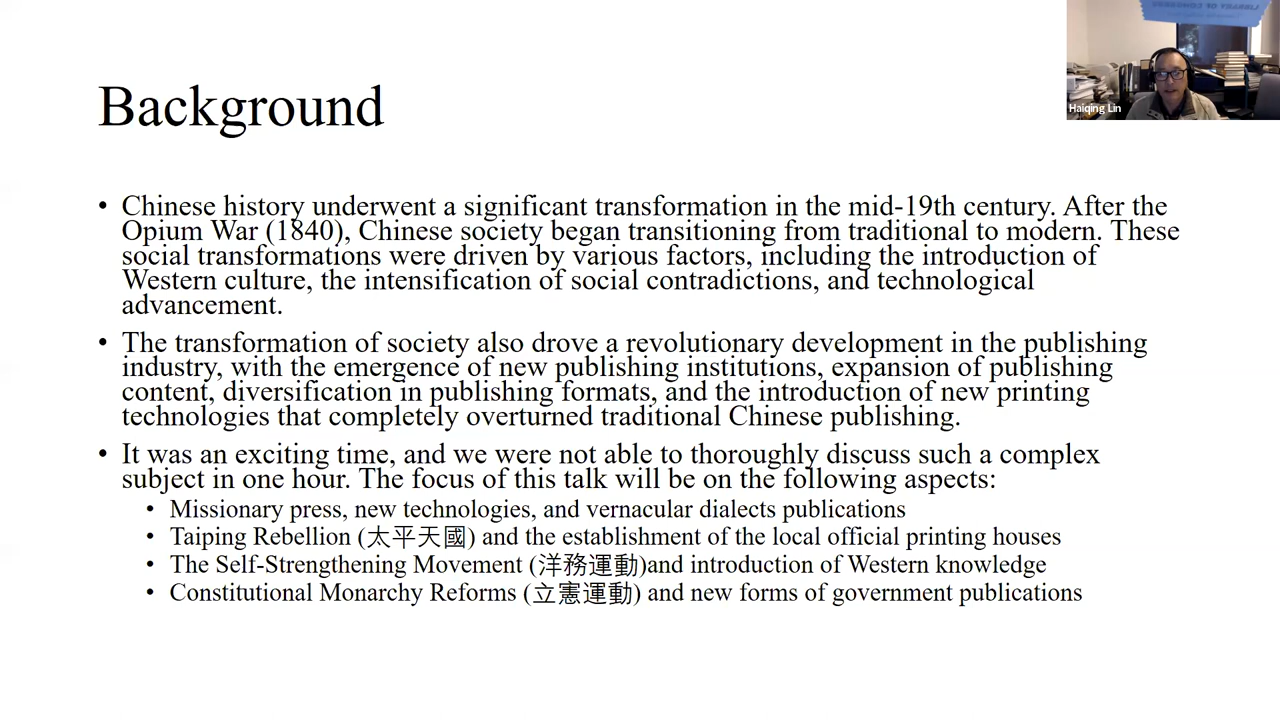 LIBRARY OF CONGRESS
Haiqing Lin
Background
• Chinese history underwent a significant transformation in the mid-19th century. After the
Opium War (1840), Chinese society began transitioning from traditional to modern. These
social transformations were driven by various factors, including the introduction of
Western culture, the intensification of social contradictions, and technological
advancement.
• The transformation of society also drove a revolutionary development in the publishing
industry, with the emergence of new publishing institutions, expansion of publishing
content, diversification in publishing formats, and the introduction of new printing
technologies that completely overturned traditional Chinese publishing.
• It was an exciting time, and we were not able to thoroughly discuss such a complex
subject in one hour. The focus of this talk will be on the following aspects:
• Missionary press, new technologies, and vernacular dialects publications
• Taiping Rebellion (太平天國) and the establishment of the local official printing houses
• The Self-Strengthening Movement (洋務運動)and introduction of Western knowledge
• Constitutional Monarchy Reforms (立憲運動) and new forms of government publications